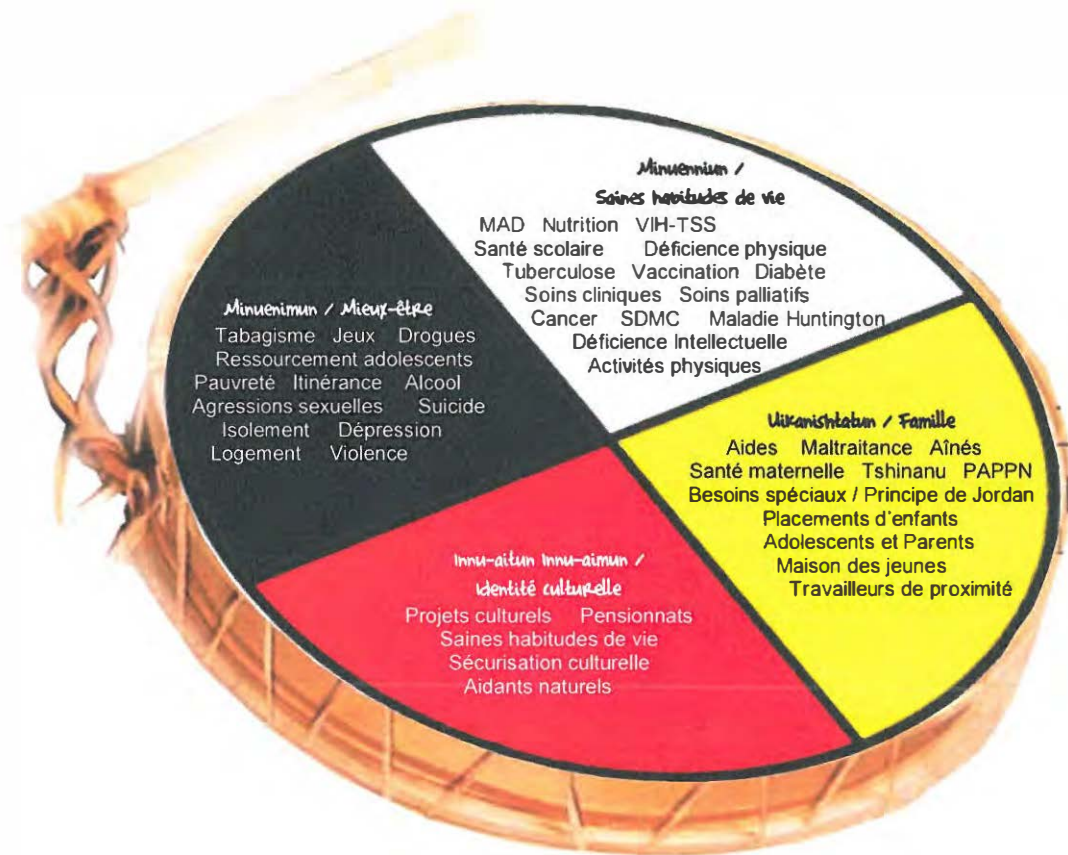 Minuenniun /
Saines habitudes de vie
MAD Nutrition VIH-TSS
Santé scolaire Déficience physique
Tuberculose Vaccination Diabète
Soins cliniques Soins palliatifs
Cancer SDMC Maladie Huntington
Déficience Intellectuelle
Activités physiques
Minuenimun / Mieux-être
Tabagisme Jeux Drogues
Ressourcement adolescents
Pauvreté Itinérance Alcool
Agressions sexuelles Suicide
Isolement Dépression
Logement Violence
Uikanishtatun / Famille
Aides Maltraitance Aînés
Santé maternelle Tshinanu PAPPN
Besoins spéciaux / Principe de Jordan
Placements d'enfants
Adolescents et Parents
Maison des jeunes
Travailleurs de proximité
Innu-aitun Innu-aimun /
Identité culturelle
Projets culturels Pensionnats
Saines habitudes de vie
Sécurisation culturelle
Aidants naturels